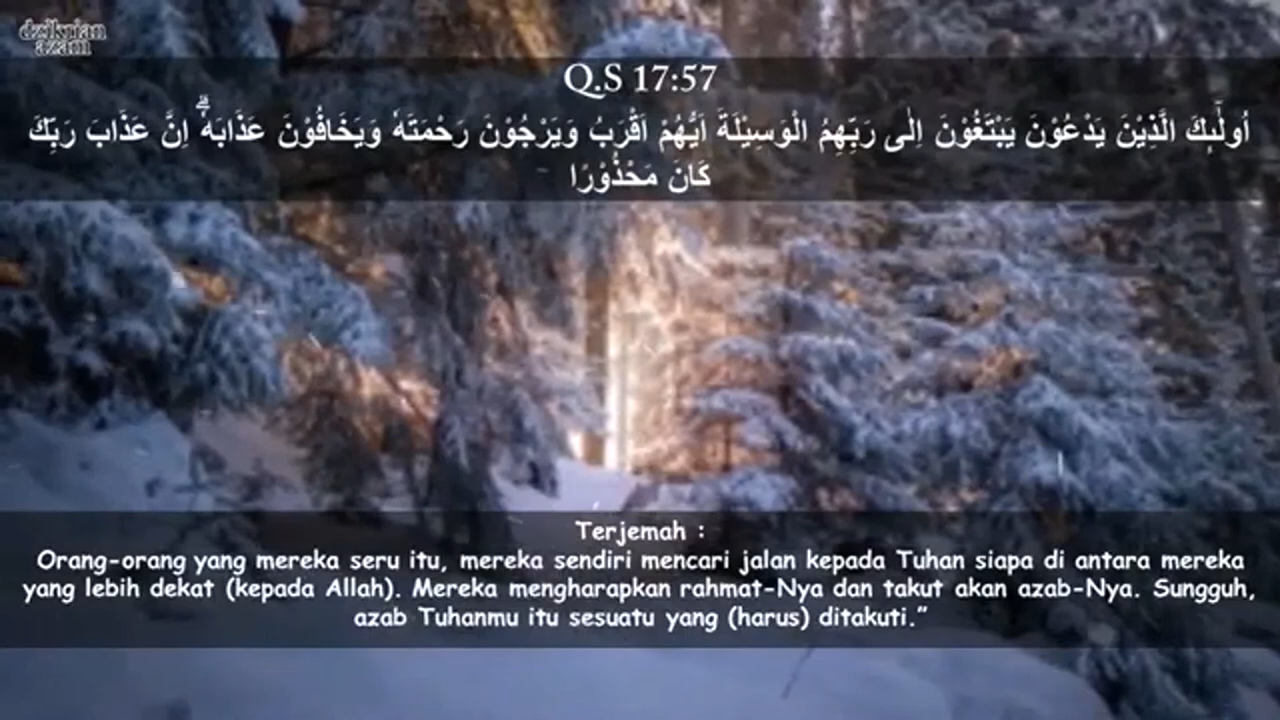 dzikrian
azam
Q.S 17:57
اُولٰۤىِٕكَ الَّذِيْنَ يَدْعُوْنَ يَبْتَغُوْنَ اِلٰى رَبِّهِمُ الْوَسِيْلَةَ اَيُّهُمْ اَقْرَبُ وَيَرْجُوْنَ رَحْمَتَهٗ وَيَخَافُوْنَ عَذَابَهٗۗ اِنَّ عَذَابَ رَبِّكَ
كَانَ مَحْذُوْرًا
Terjemah :
Orang-orang yang mereka seru itu, mereka sendiri mencari jalan kepada Tuhan siapa di antara mereka
yang lebih dekat (kepada Allah). Mereka mengharapkan rahmat-Nya dan takut akan azab-Nya. Sungguh,
azab Tuhanmu itu sesuatu yang (harus) ditakuti.”